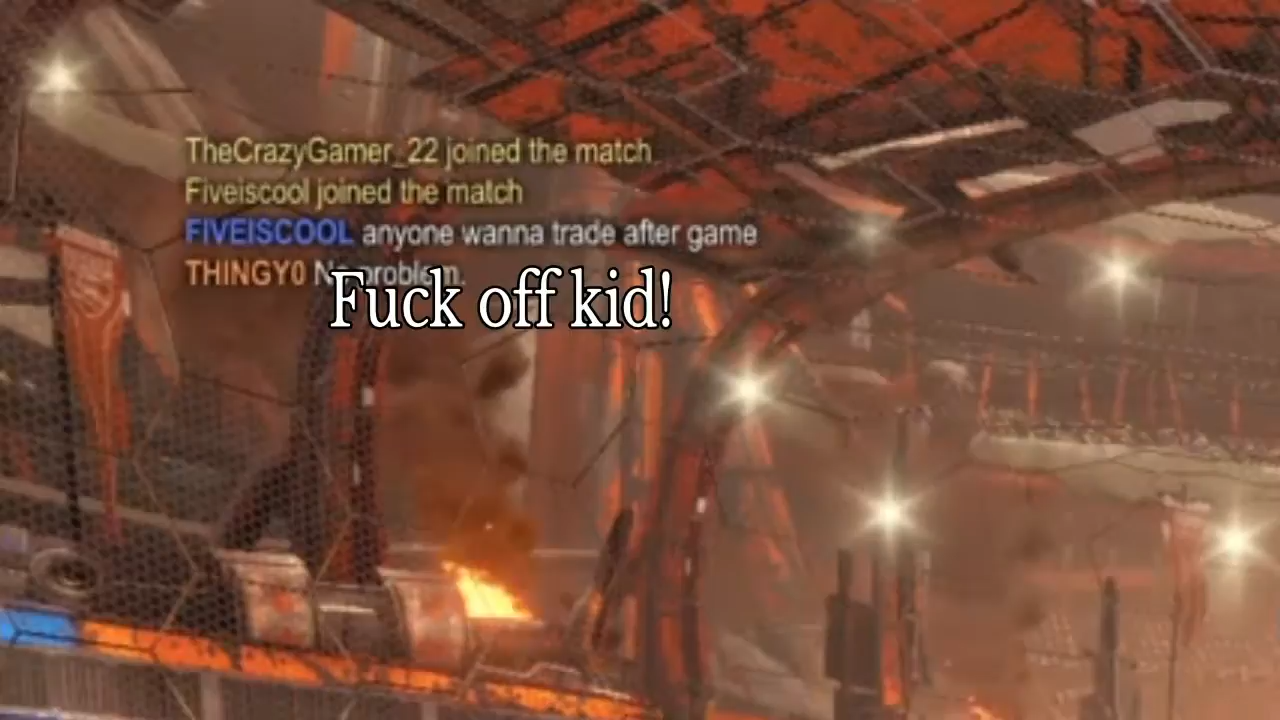 TheCrazyGamer_22 joined the match
Fiveiscool joined the match
FIVEISCOOL anyone wanna trade after game
THINGY0 No problem.
Fuck off kid!